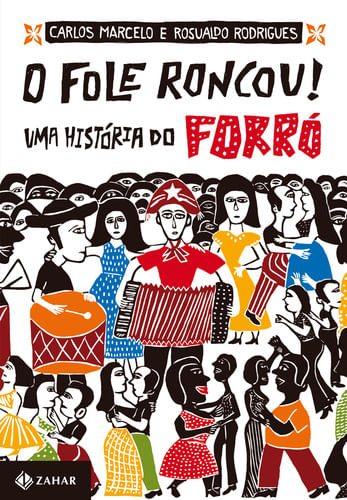 CARLOS MARCELO E ROSUALDO RODRIGUES
O FOLE RONCOU!
UMA HISTÓRIA DO FORRÓ
ZAHAR